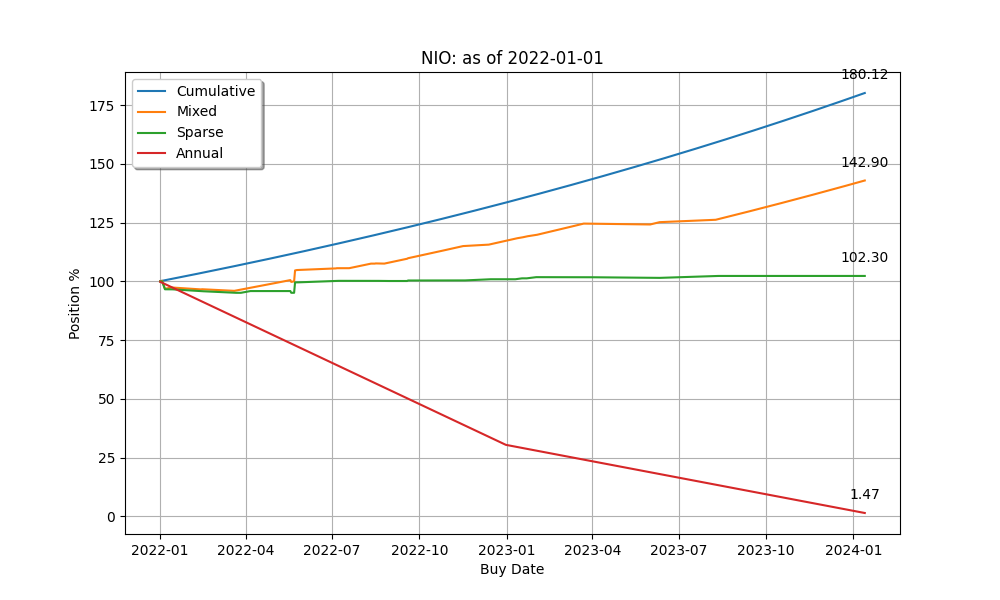 NIO: as of 2022-01-01
Cumulative
Mixed
Sparse
Annual
180.12
142.90
102.30
1.47
Position %
175
150
125
100
75
50
25
0
2022-01 2022-04 2022-07 2022-10 2023-01 2023-04 2023-07 2023-10 2024-01
Buy Date